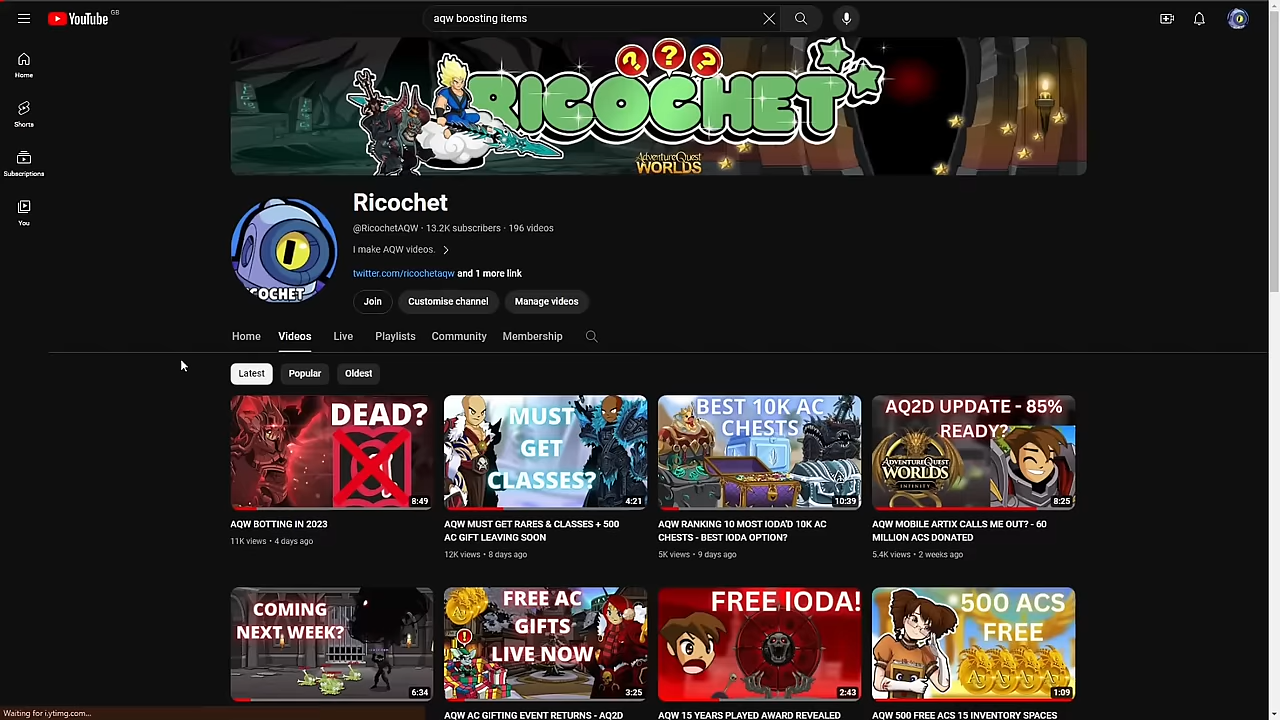 YouTube GB
aqw boosting items
Home
Shorts
Subscriptions
You
RICOCHET
AdventureQuest
WORLDS
COCHET
Ricochet
@RicochetAQW · 13.2K subscribers · 196 videos
I make AQW videos.
twitter.com/ricochetaqw and 1 more link
Join
Customise channel
Manage videos
Home
Videos
Live
Playlists
Community
Membership
Latest
Popular
Oldest
DEAD?
8:49
AQW BOTTING IN 2023
11K views • 4 days ago
MUST
GET
CLASSES?
4:21
AQW MUST GET RARES & CLASSES + 500
AC GIFT LEAVING SOON
12K views • 8 days ago
BEST 10K AC
CHESTS
10:39
AQW RANKING 10 MOST IODA'D 10K AC
CHESTS - BEST IODA OPTION?
5K views • 9 days ago
AQ2D UPDATE - 85%
READY?
AdventureQuest
WORLDS
INFINITY
8:25
AQW MOBILE ARTIX CALLS ME OUT? - 60
MILLION ACS DONATED
5.4K views • 2 weeks ago
COMING
NEXT WEEK?
6:34
FREE AC
GIFTS
LIVE NOW
3:25
AQW AC GIFTING EVENT RETURNS - AQ2D
FREE IODA!
2:43
AQW 15 YEARS PLAYED AWARD REVEALED
500 ACS
FREE
1:09
AQW 500 FREE ACS 15 INVENTORY SPACES
Waiting for i.ytimg.com...